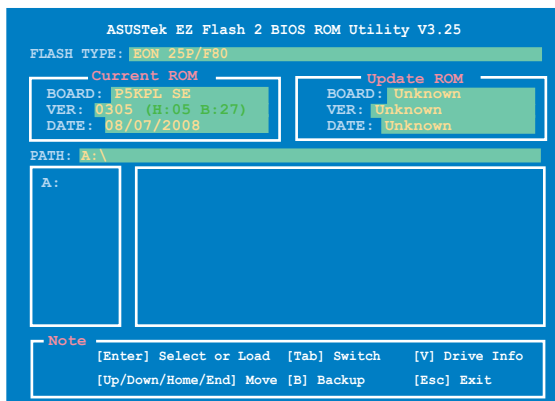 ASUSTek EZ Flash 2 BIOS ROM Utility V3.25
FLASH TYPE: EON 25P/F80
Current ROM
BOARD: P5KPL SE
VER: 0305 (H:05 B:27)
DATE: 08/07/2008
Update ROM
BOARD: Unknown
VER: Unknown
DATE: Unknown
PATH: A:\
A:
Note
[Enter] Select or Load [Tab] Switch [V] Drive Info
[Up/Down/Home/End] Move [B] Backup [Esc] Exit